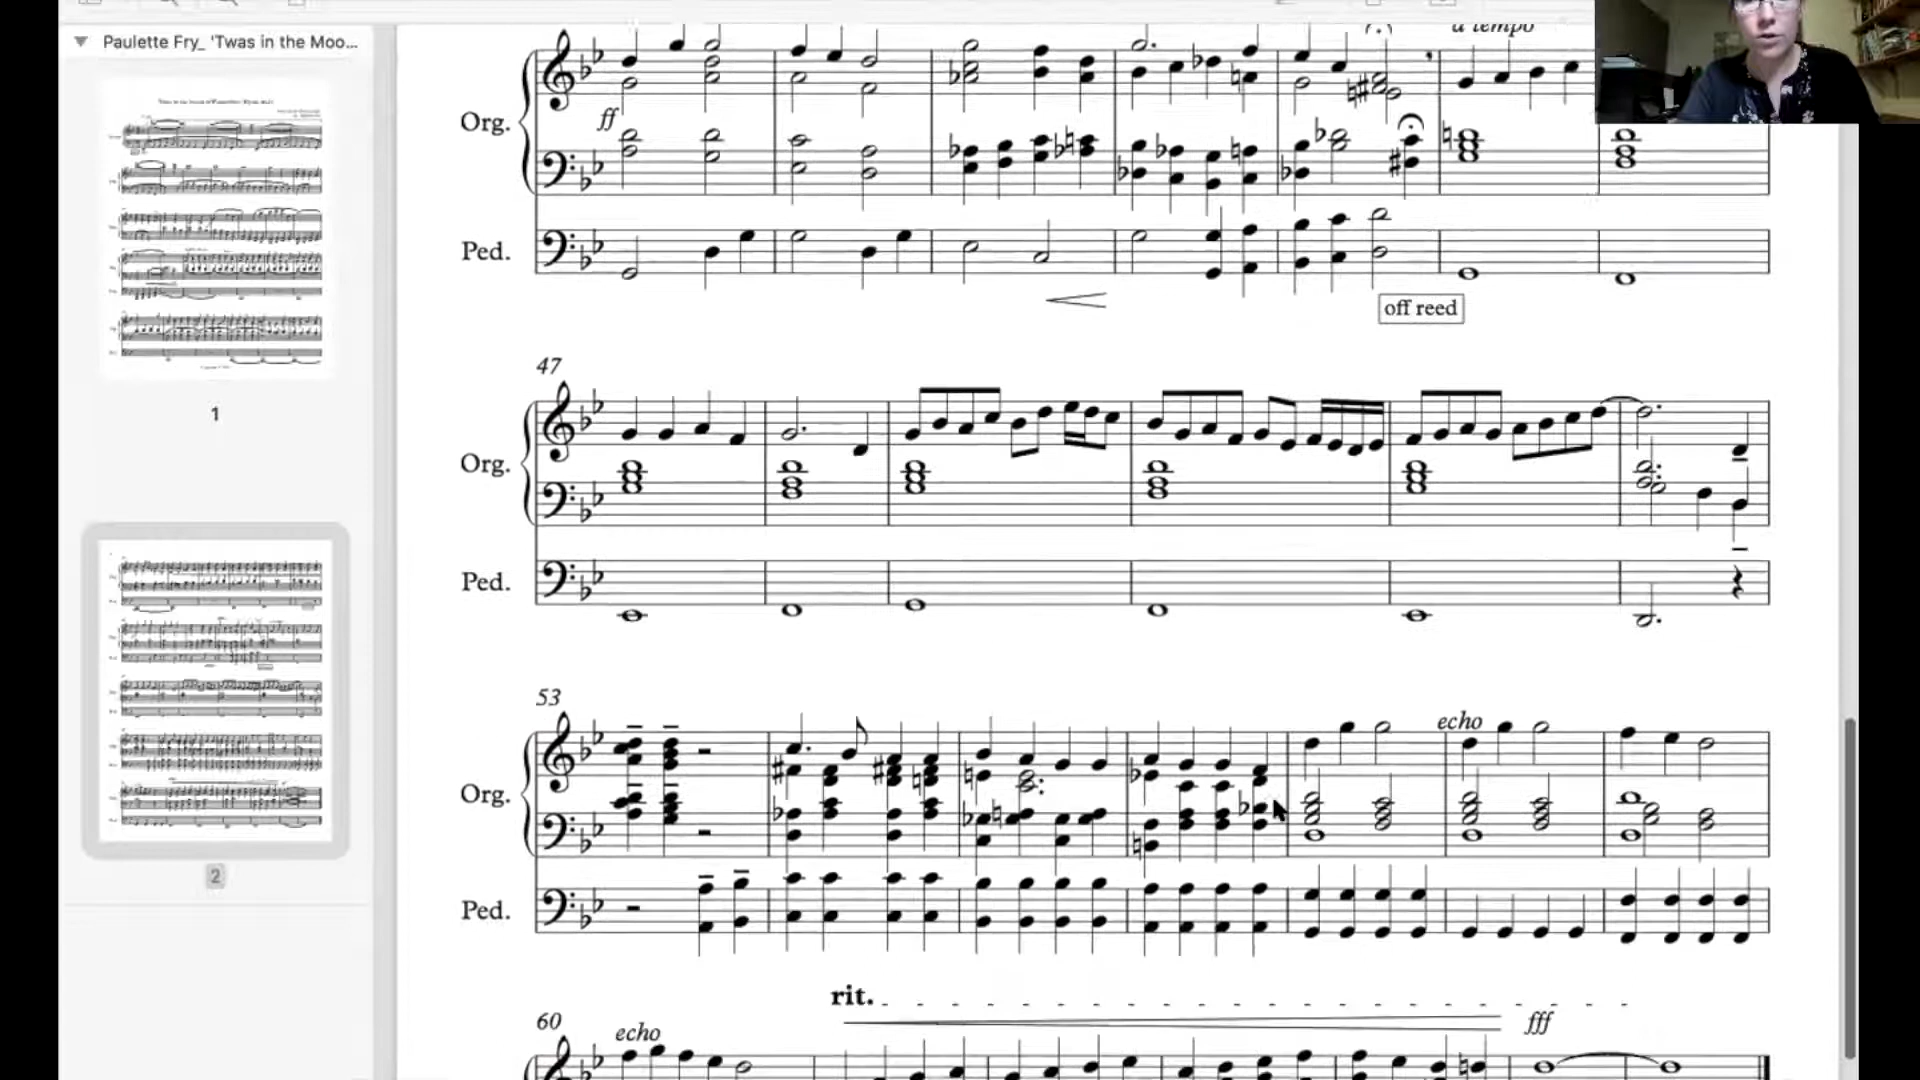 Paulette Fry_ 'Twas in the Moo...
1
2
a tempo
Org.
ff
Ped.
off reed
47
Org.
Ped.
53
echo
Org.
Ped.
rit.
60
echo
fff